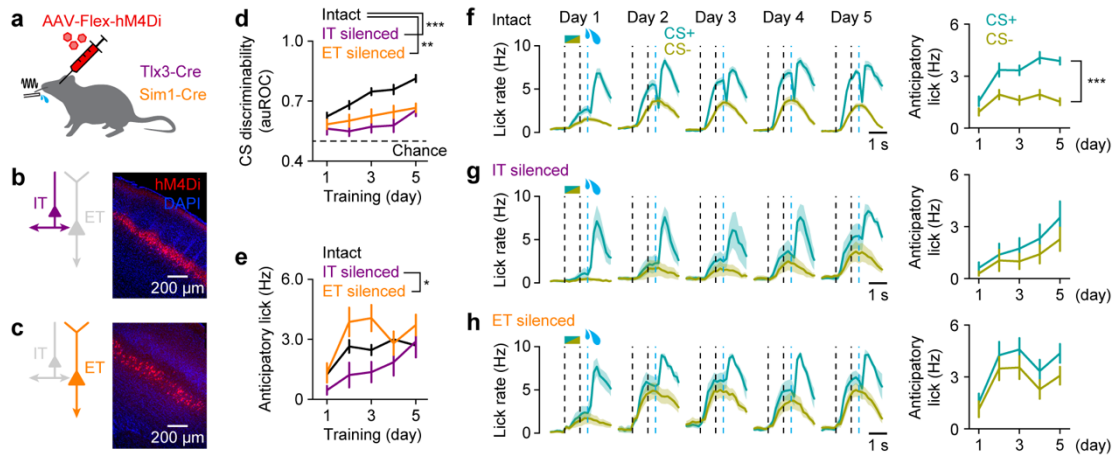 a
AAV-Flex-hM4Di
Tlx3-Cre
Sim1-Cre
b
IT
ET
hM4Di
DAPI
200 μm
c
IT
ET
200 μm
d
Intact
***
IT silenced
**
ET silenced
CS discriminability
(auROC)
1.0
0.7
0.4
Chance
1
3
5
Training (day)
e
Intact
IT silenced
ET silenced
*
Anticipatory lick (Hz)
6.0
3.0
0
1
3
5
Training (day)
f
Intact
Day 1
Day 2
Day 3
Day 4
Day 5
CS+
CS-
Lick rate (Hz)
10
5
0
1 s
CS+
CS-
Anticipatory
lick (Hz)
6
3
0
***
1
3
5
(day)
g
IT silenced
Lick rate (Hz)
10
5
0
1 s
Anticipatory
lick (Hz)
6
3
0
1
3
5
(day)
h
ET silenced
Lick rate (Hz)
10
5
0
1 s
Anticipatory
lick (Hz)
6
3
0
1
3
5
(day)